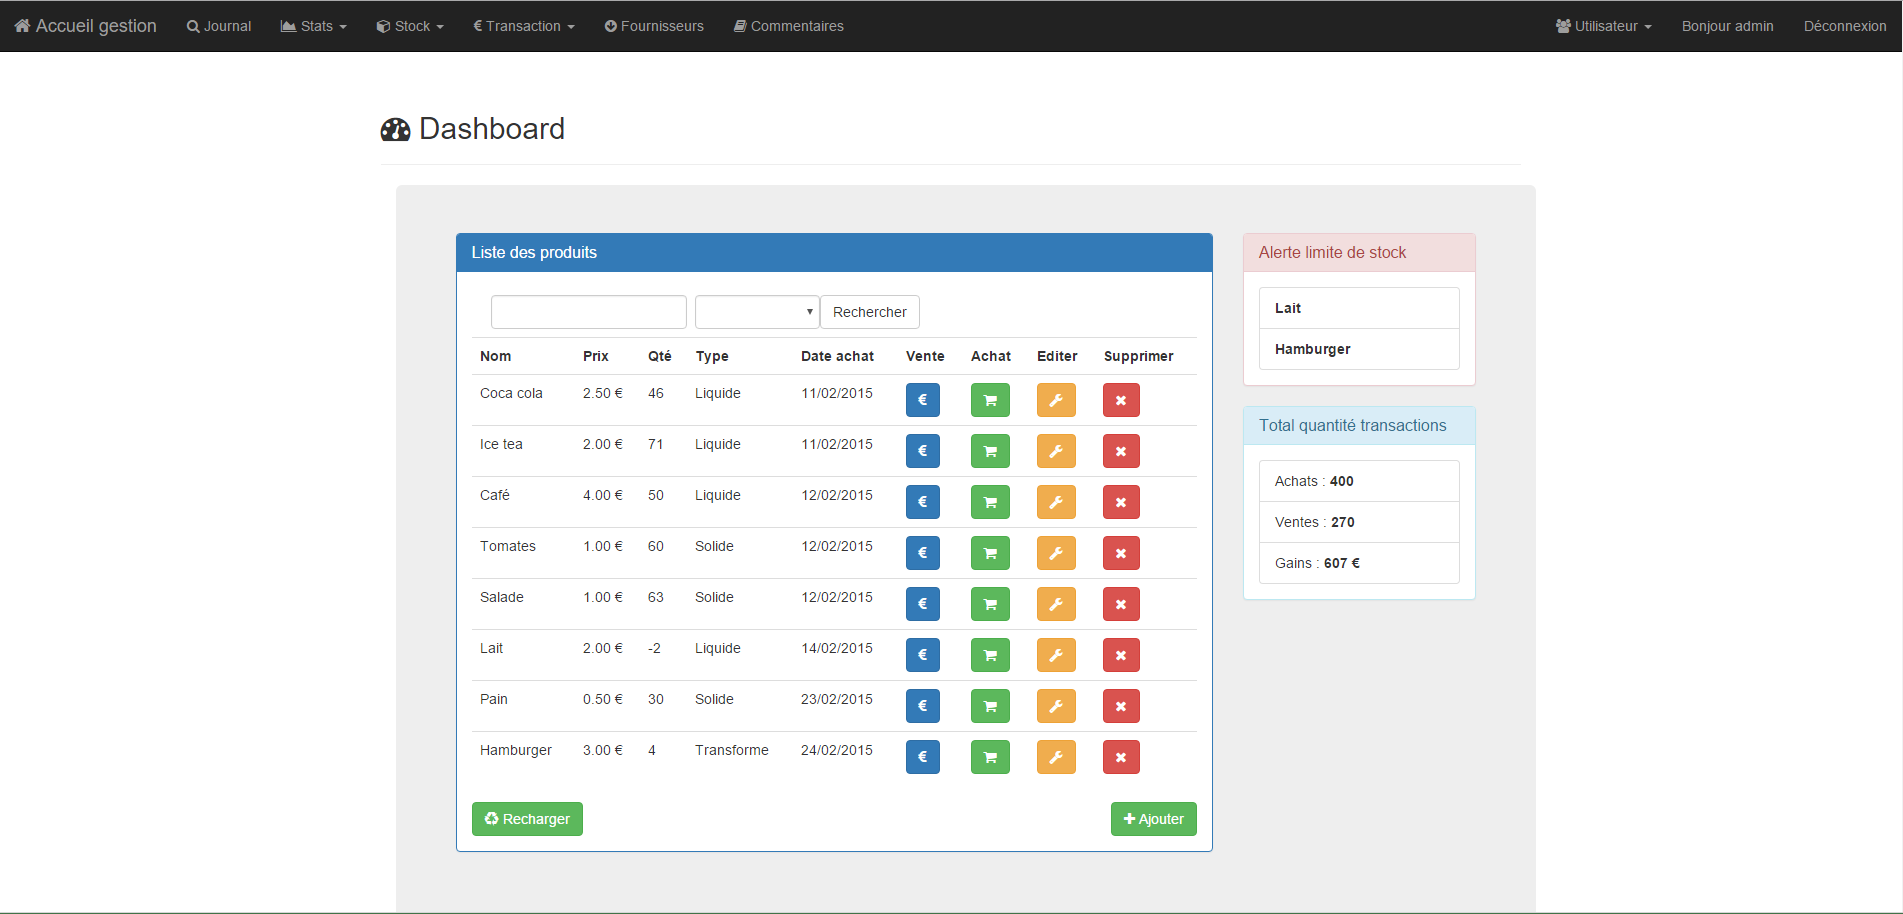 Accueil gestion Journal Stats Stock € Transaction Fournisseurs Commentaires Utilisateur Bonjour admin Déconnexion
Dashboard
Liste des produits
Rechercher
Nom Prix Qté Type Date achat Vente Achat Editer Supprimer
Coca cola 2.50 € 46 Liquide 11/02/2015 €
Ice tea 2.00 € 71 Liquide 11/02/2015 €
Café 4.00 € 50 Liquide 12/02/2015 €
Tomates 1.00 € 60 Solide 12/02/2015 €
Salade 1.00 € 63 Solide 12/02/2015 €
Lait 2.00 € -2 Liquide 14/02/2015 €
Pain 0.50 € 30 Solide 23/02/2015 €
Hamburger 3.00 € 4 Transforme 24/02/2015 €
Recharger Ajouter
Alerte limite de stock
Lait
Hamburger
Total quantité transactions
Achats : 400
Ventes : 270
Gains : 607 €